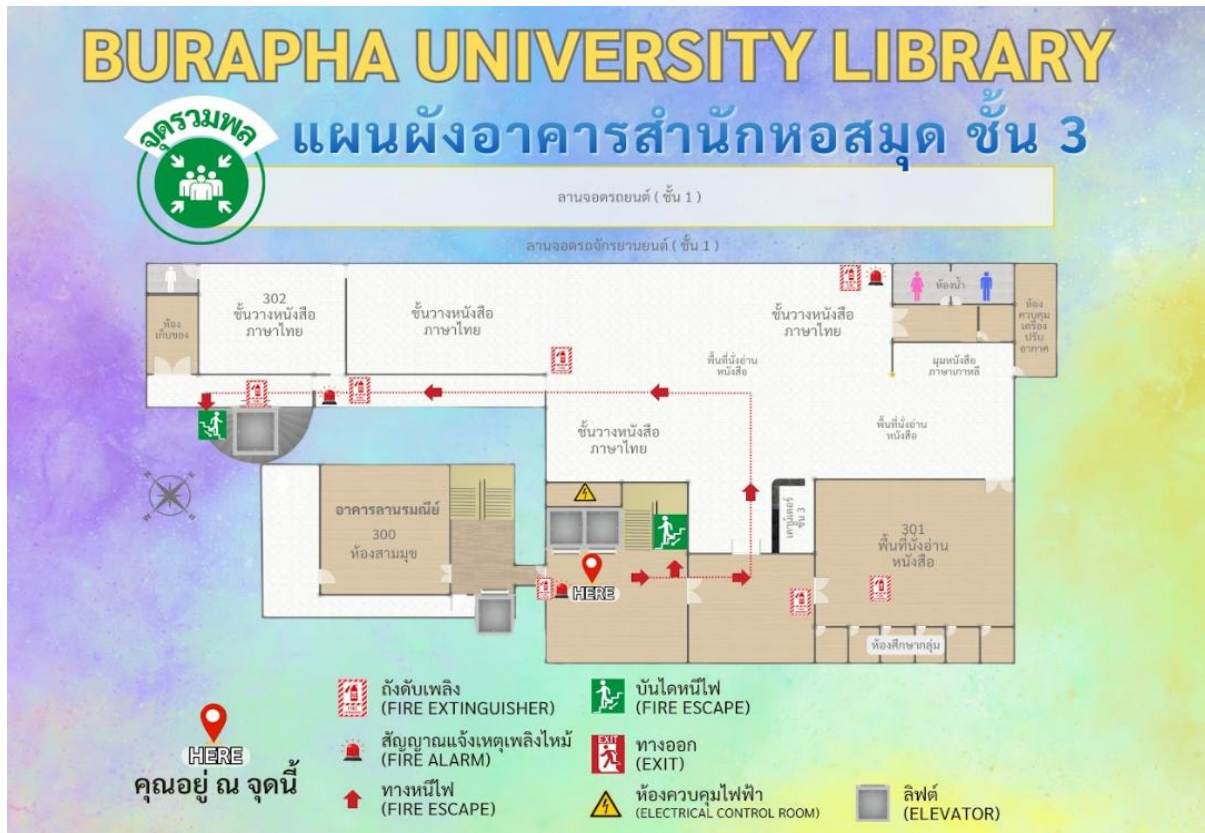 BURAPHA UNIVERSITY LIBRARY
จุดรวมพล
แผนผังอาคารสำนักหอสมุด ชั้น 3
ลานจอดรถยนต์ ( ชั้น 1 )
ลานจอดรถจักรยานยนต์ ( ชั้น 1 )
302
ชั้นวางหนังสือ
ภาษาไทย
ชั้นวางหนังสือ
ภาษาไทย
ชั้นวางหนังสือ
ภาษาไทย
ห้องน้ำ
ห้อง
ควบคุม
เครื่อง
ปรับ
อากาศ
ห้อง
เก็บของ
พื้นที่นั่งอ่าน
หนังสือ
มุมหนังสือ
ภาษาเกาหลี
ชั้นวางหนังสือ
ภาษาไทย
พื้นที่นั่งอ่าน
หนังสือ
อาคารลานรมณีย์
300
ห้องสามมุข
เคาน์เตอร์
ชั้น 3
301
พื้นที่นั่งอ่าน
หนังสือ
HERE
ห้องศึกษากลุ่ม
HERE
คุณอยู่ ณ จุดนี้
ถังดับเพลิง
(FIRE EXTINGUISHER)
สัญญาณแจ้งเหตุเพลิงไหม้
(FIRE ALARM)
ทางหนีไฟ
(FIRE ESCAPE)
บันไดหนีไฟ
(FIRE ESCAPE)
EXIT
ทางออก
(EXIT)
ห้องควบคุมไฟฟ้า
(ELECTRICAL CONTROL ROOM)
ลิฟต์
(ELEVATOR)